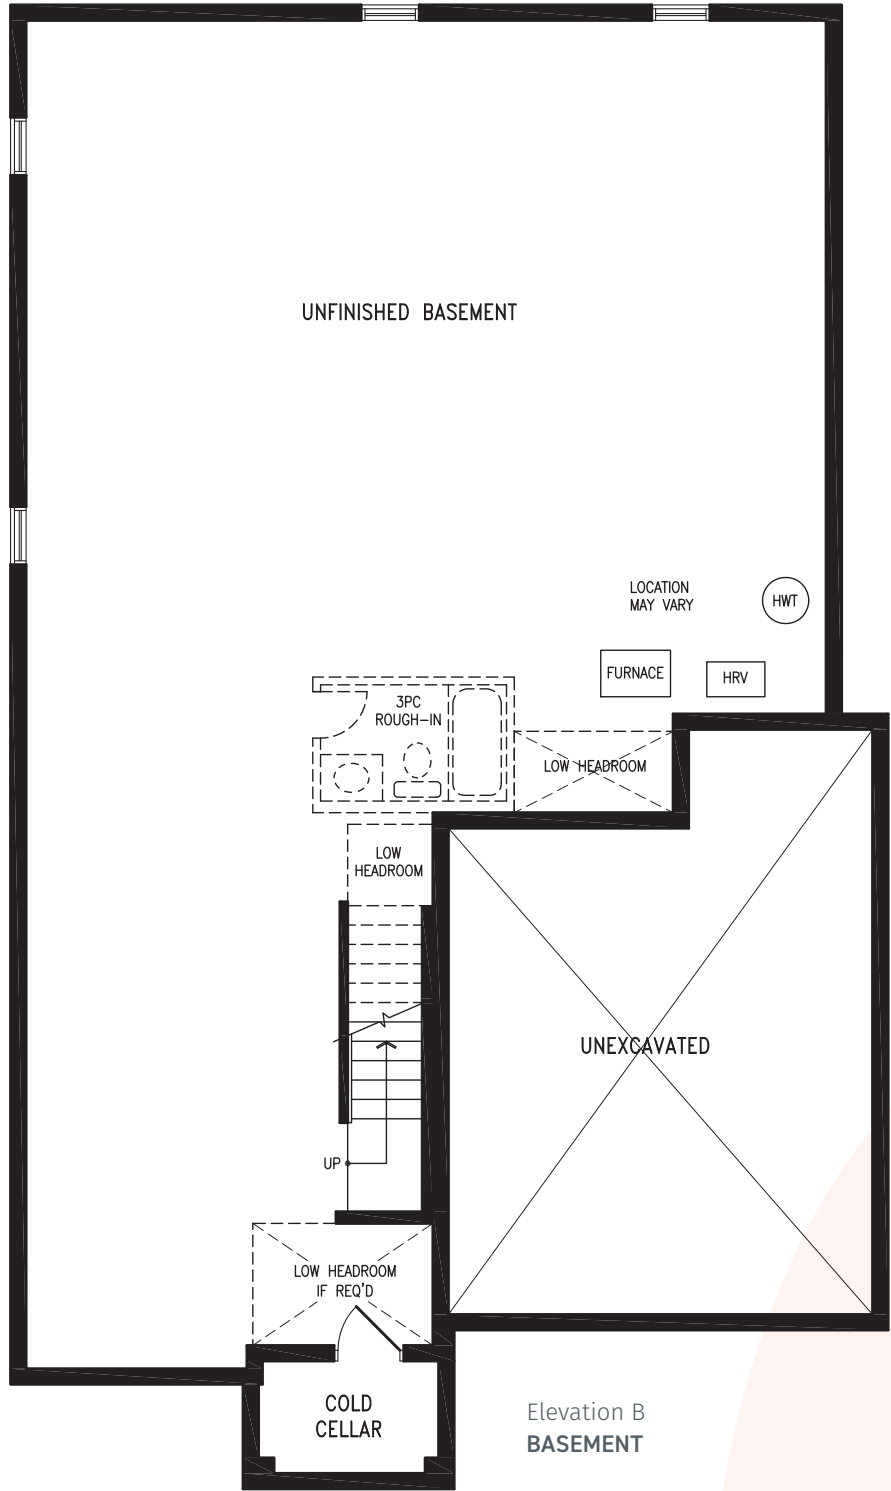 UNFINISHED BASEMENT
LOCATION
MAY VARY
HWT
FURNACE
HRV
3PC
ROUGH-IN
LOW HEADROOM
LOW
HEADROOM
UNEXCAVATED
UP
LOW HEADROOM
IF REQ'D
COLD
CELLAR
Elevation B
BASEMENT